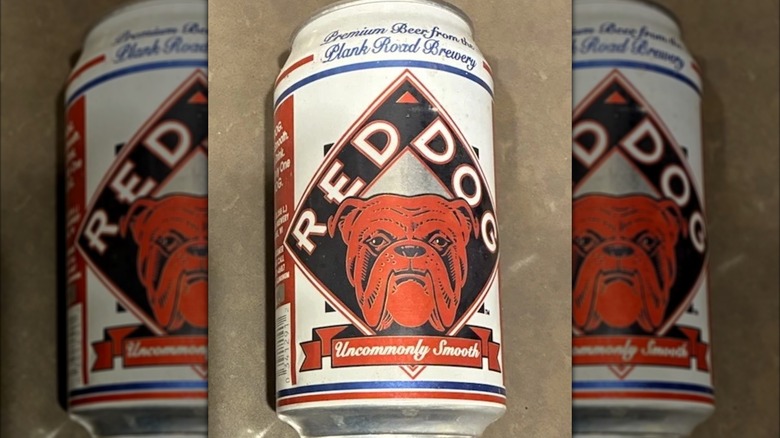 Premium Beer from the
Plank Road Brewery
RED DOG
Uncommonly Smooth